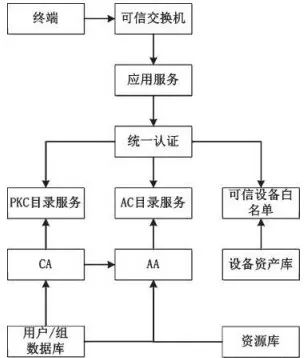 终端
可信交换机
应用服务
统一认证
PKC目录服务
AC目录服务
可信设备白
名单
CA
AA
设备资产库
用户/组
数据库
资源库